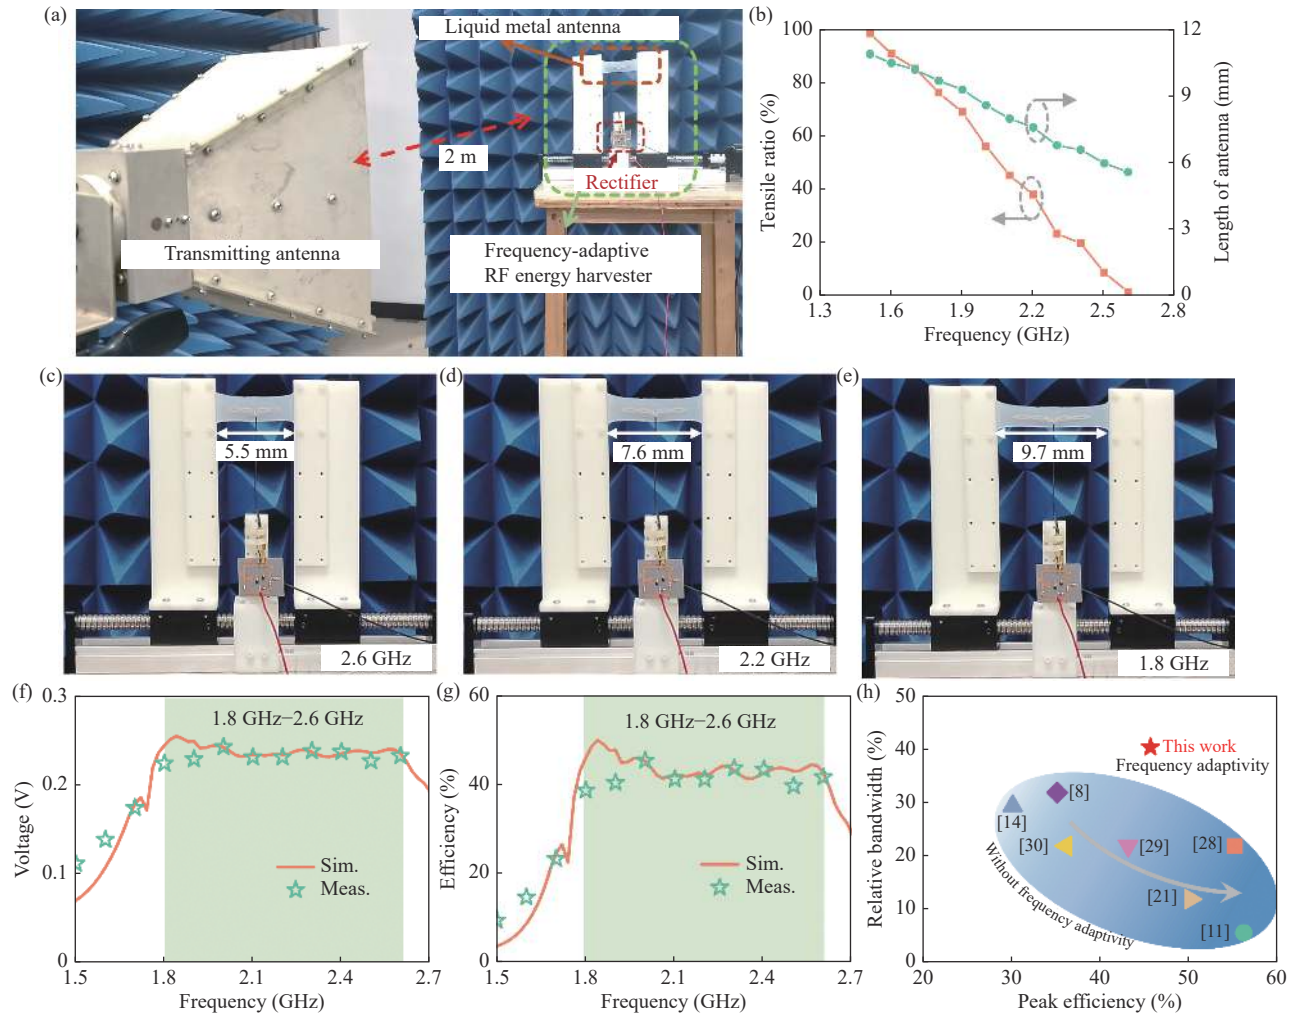 (a)
Liquid metal antenna
2 m
Rectifier
Transmitting antenna
Frequency-adaptive
RF energy harvester
(b)
Tensile ratio (%)
100
80
60
40
20
0
12
9
6
3
0
Length of antenna (mm)
1.3 1.6 1.9 2.2 2.5 2.8
Frequency (GHz)
(c)
5.5 mm
2.6 GHz
(d)
7.6 mm
2.2 GHz
(e)
9.7 mm
1.8 GHz
(f)
Voltage (V)
0.3
0.2
0.1
0
1.8 GHz–2.6 GHz
Sim.
Meas.
1.5 1.8 2.1 2.4 2.7
Frequency (GHz)
(g)
Efficiency (%)
60
40
20
0
1.8 GHz–2.6 GHz
Sim.
Meas.
1.5 1.8 2.1 2.4 2.7
Frequency (GHz)
(h)
Relative bandwidth (%)
50
40
30
20
10
0
This work
Frequency adaptivity
[8]
[14]
[30]
[29]
[28]
[21]
[11]
Without frequency adaptivity
20 30 40 50 60
Peak efficiency (%)